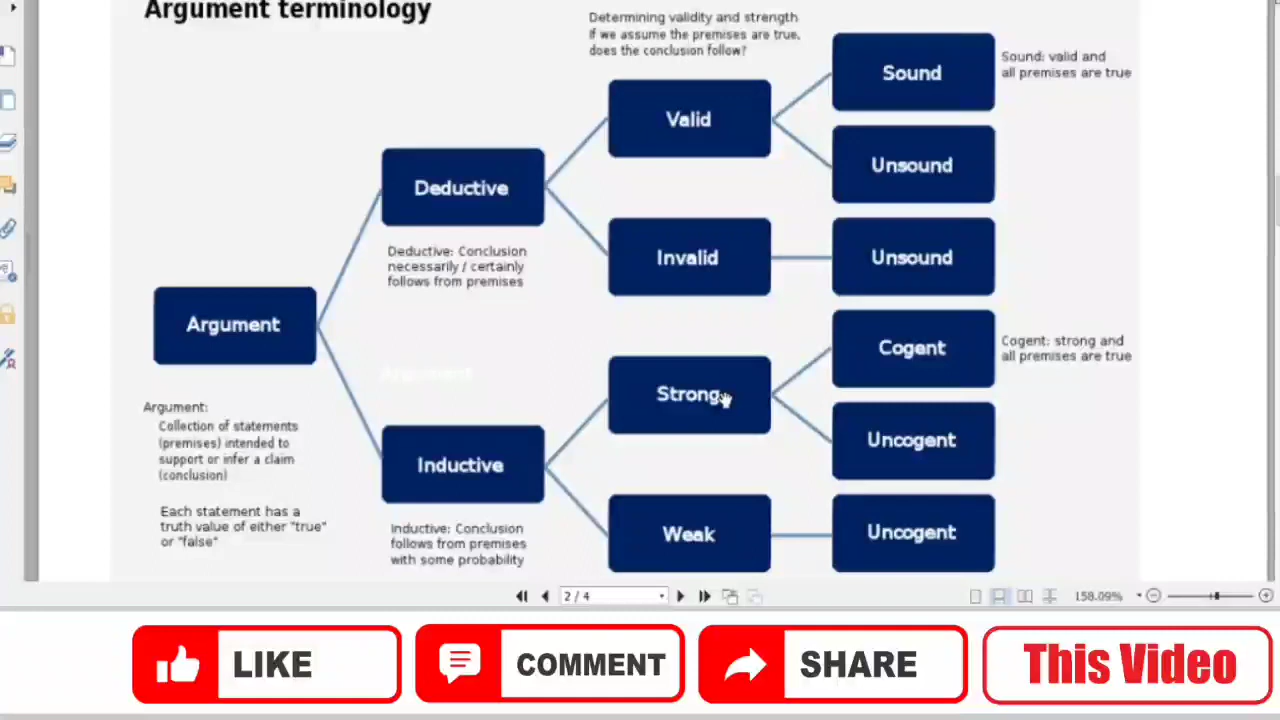 Argument terminology
Determining validity and strength
If we assume the premises are true,
does the conclusion follow?
Sound
Sound: valid and
all premises are true
Valid
Unsound
Deductive
Deductive: Conclusion
necessarily / certainly
follows from premises
Invalid
Unsound
Argument
Argument:
Collection of statements
(premises) intended to
support or infer a claim
(conclusion)
Each statement has a
truth value of either "true"
or "false"
Argument
Cogent
Cogent: strong and
all premises are true
Strong
Uncogent
Inductive
Inductive: Conclusion
follows from premises
with some probability
Weak
Uncogent
2 / 4
158.09%
LIKE
COMMENT
SHARE
This Video